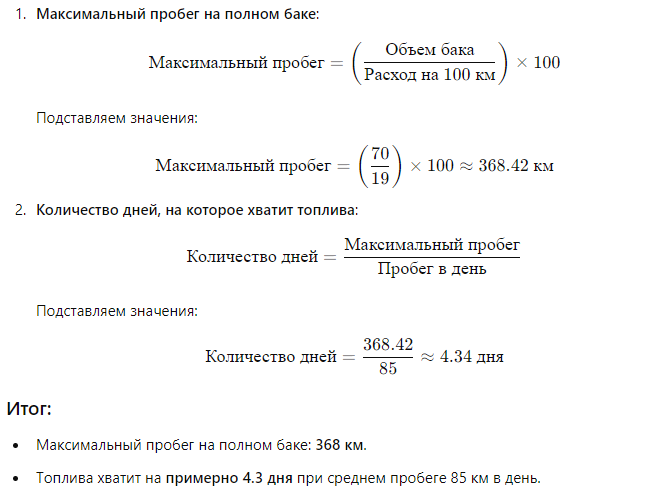 1. Максимальный пробег на полном баке:
Максимальный пробег = (Объем бака / Расход на 100 км) × 100
Подставляем значения:
Максимальный пробег = (70 / 19) × 100 ≈ 368.42 км
2. Количество дней, на которое хватит топлива:
Количество дней = Максимальный пробег / Пробег в день
Подставляем значения:
Количество дней = 368.42 / 85 ≈ 4.34 дня
Итог:
• Максимальный пробег на полном баке: 368 км.
• Топлива хватит на примерно 4.3 дня при среднем пробеге 85 км в день.